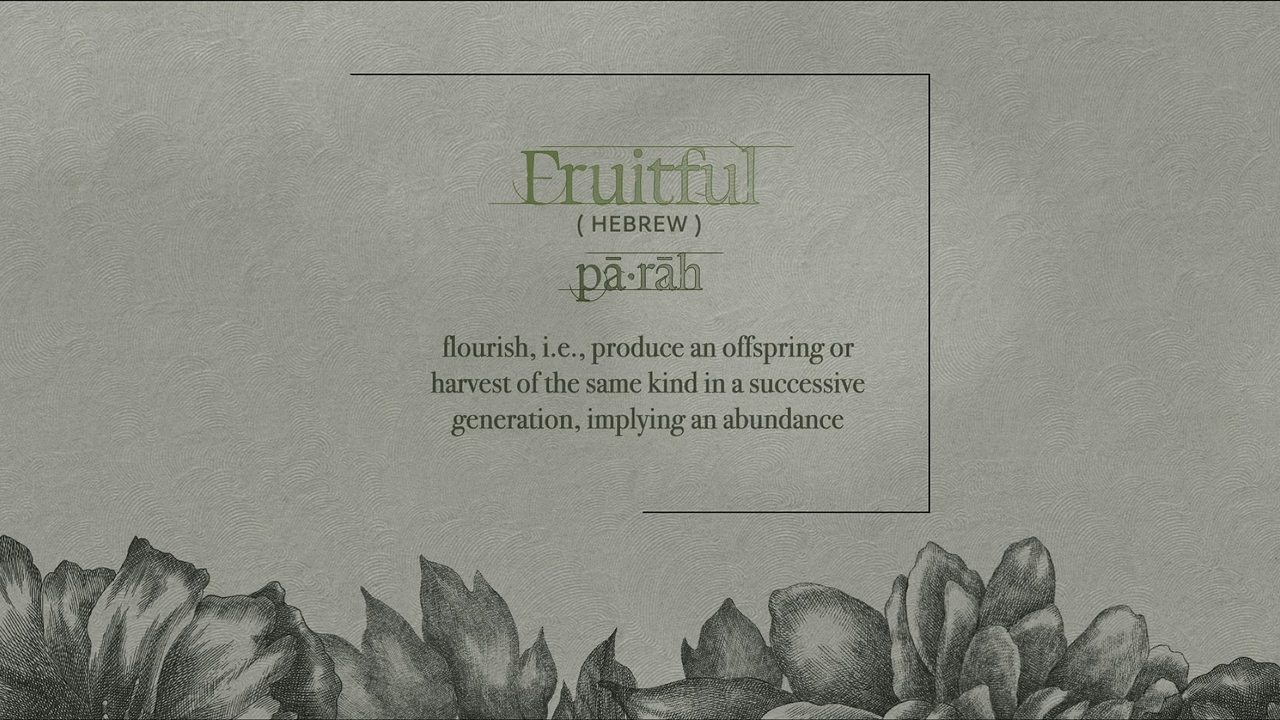 Fruitful
( HEBREW )
pā·rāh
flourish, i.e., produce an offspring or
harvest of the same kind in a successive
generation, implying an abundance